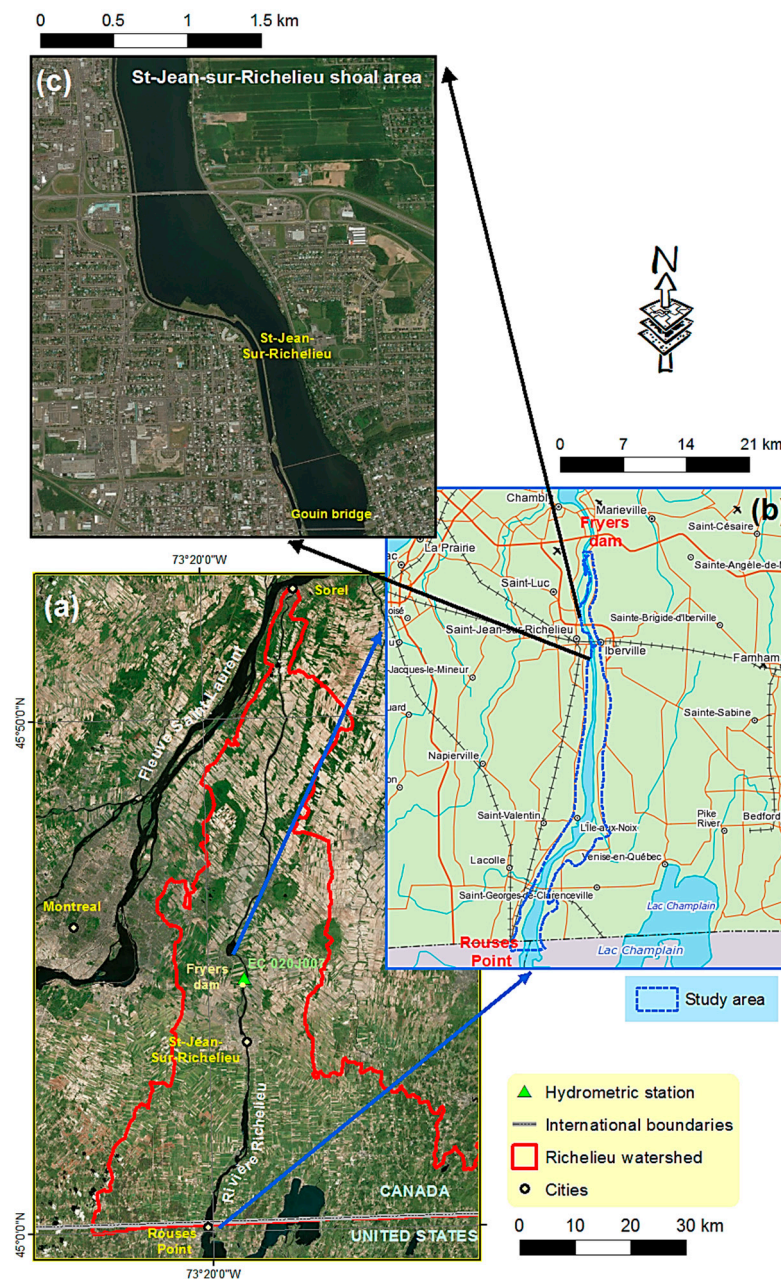 0 0.5 1 1.5 km
(c)
St-Jean-sur-Richelieu shoal area
St-Jean-
Sur-Richelieu
Gouin bridge
N
0 7 14 21 km
(b)
Chambly
Marieville
Fryers
dam
Saint-Césaire
La Prairie
Saint-Luc
Sainte-Angèle-de-
Sainte-Brigide-d'Iberville
Saint-Jean-sur-Richelieu
Iberville
Farnham
Jacques-le-Mineur
Sainte-Sabine
Napierville
Saint-Valentin
L'Île-aux-Noix
Pike
River
Bedford
Lacolle
Venise-en-Québec
Saint-Georges-de-Clarenceville
Lac Champlain
Rouses
Point
Lac Champlain
Study area
73°20'0"W
(a)
Sorel
Fleuve Saint-Laurent
45°50'0"N
Montreal
Fryers
dam
St-Jean-
Sur-Richelieu
Rivière Richelieu
CANADA
45°0'0"N
Rouses
Point
UNITED STATES
73°20'0"W
Hydrometric station
International boundaries
Richelieu watershed
Cities
0 10 20 30 km